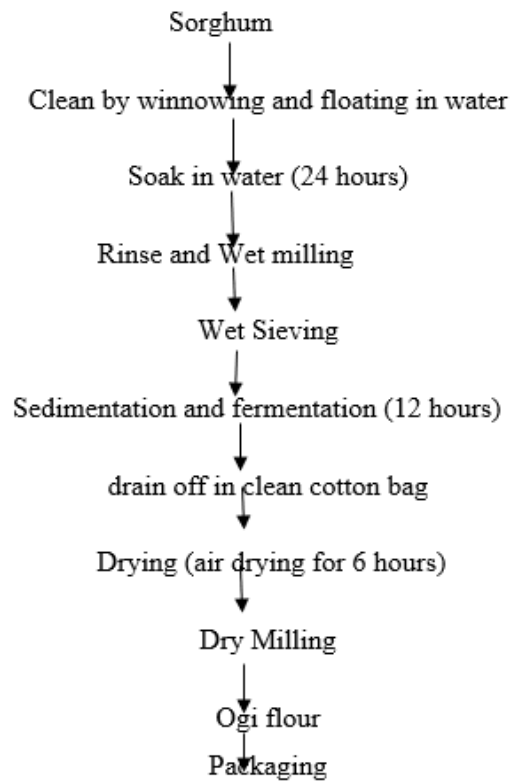 Sorghum
Clean by winnowing and floating in water
Soak in water (24 hours)
Rinse and Wet milling
Wet Sieving
Sedimentation and fermentation (12 hours)
drain off in clean cotton bag
Drying (air drying for 6 hours)
Dry Milling
Ogi flour
Packaging